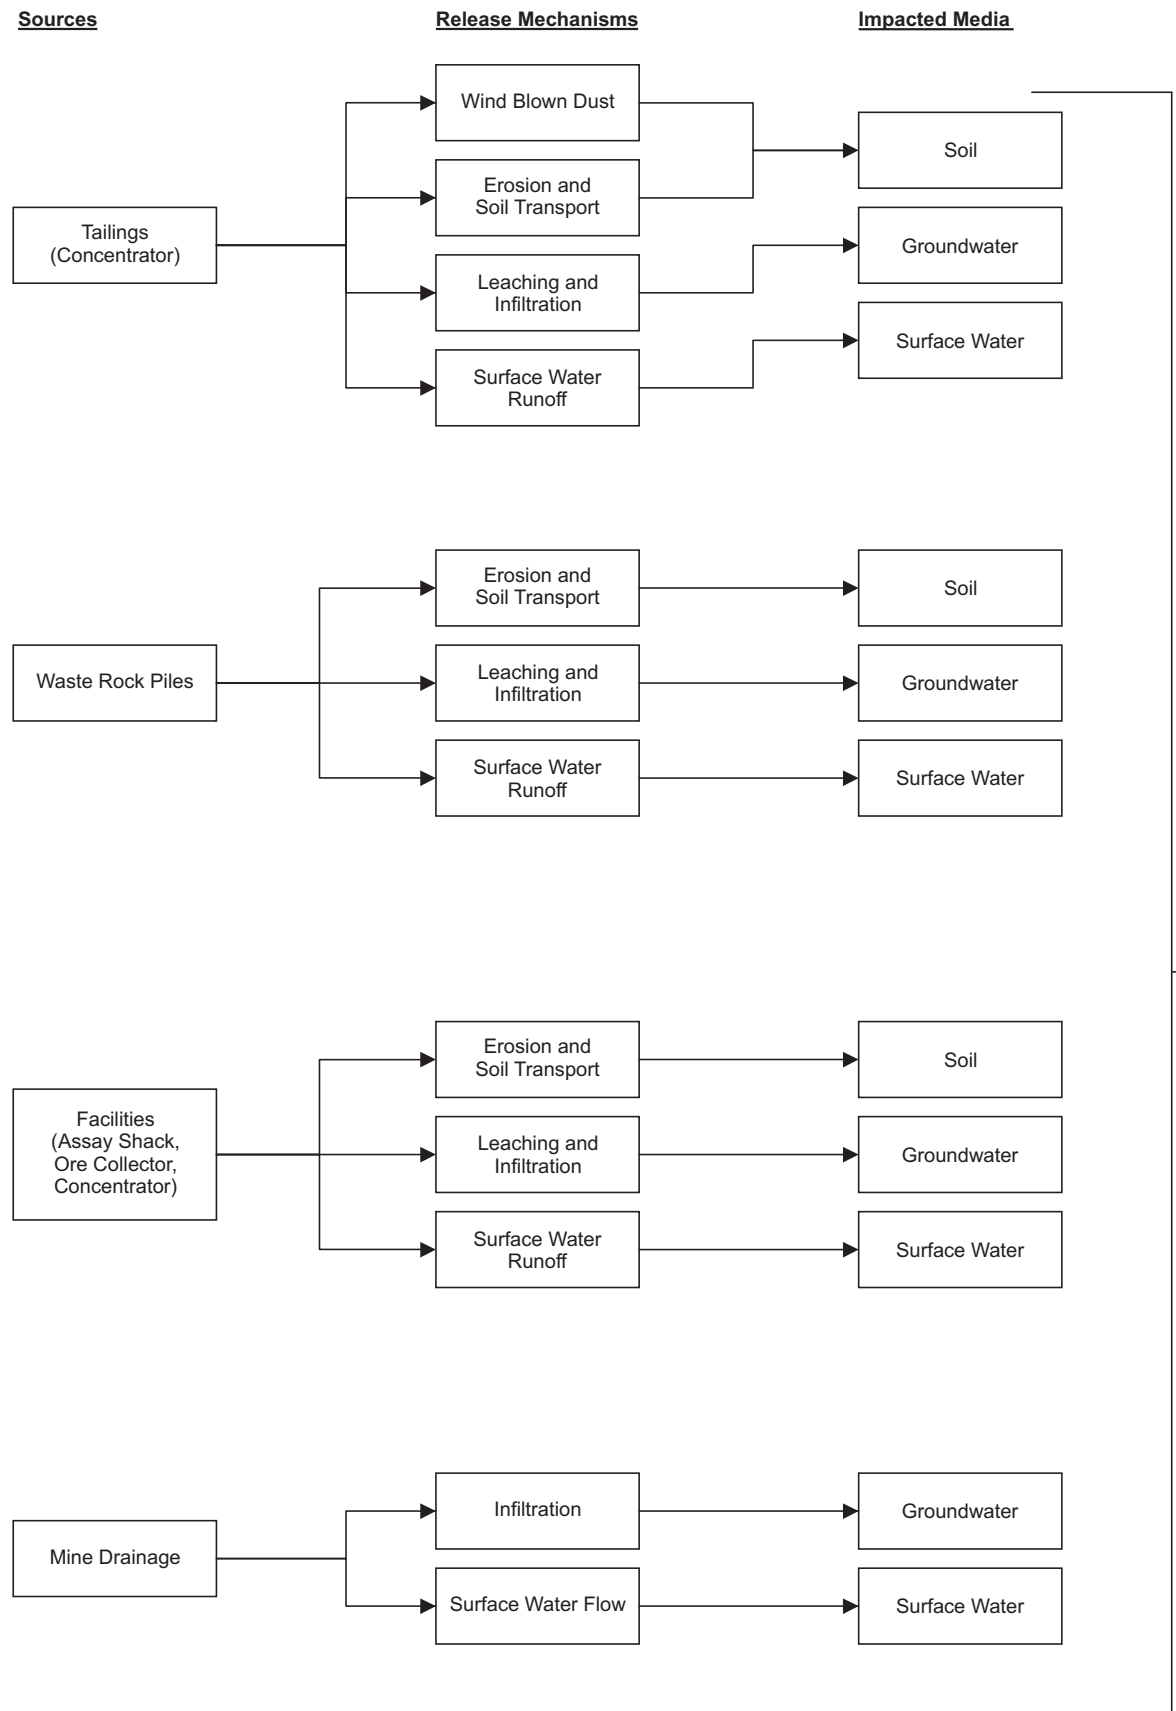 Sources
Release Mechanisms
Impacted Media
Wind Blown Dust
Soil
Erosion and
Soil Transport
Tailings
(Concentrator)
Groundwater
Leaching and
Infiltration
Surface Water
Surface Water
Runoff
Erosion and
Soil Transport
Soil
Waste Rock Piles
Leaching and
Infiltration
Groundwater
Surface Water
Runoff
Surface Water
Erosion and
Soil Transport
Soil
Facilities
(Assay Shack,
Ore Collector,
Concentrator)
Leaching and
Infiltration
Groundwater
Surface Water
Runoff
Surface Water
Infiltration
Groundwater
Mine Drainage
Surface Water Flow
Surface Water